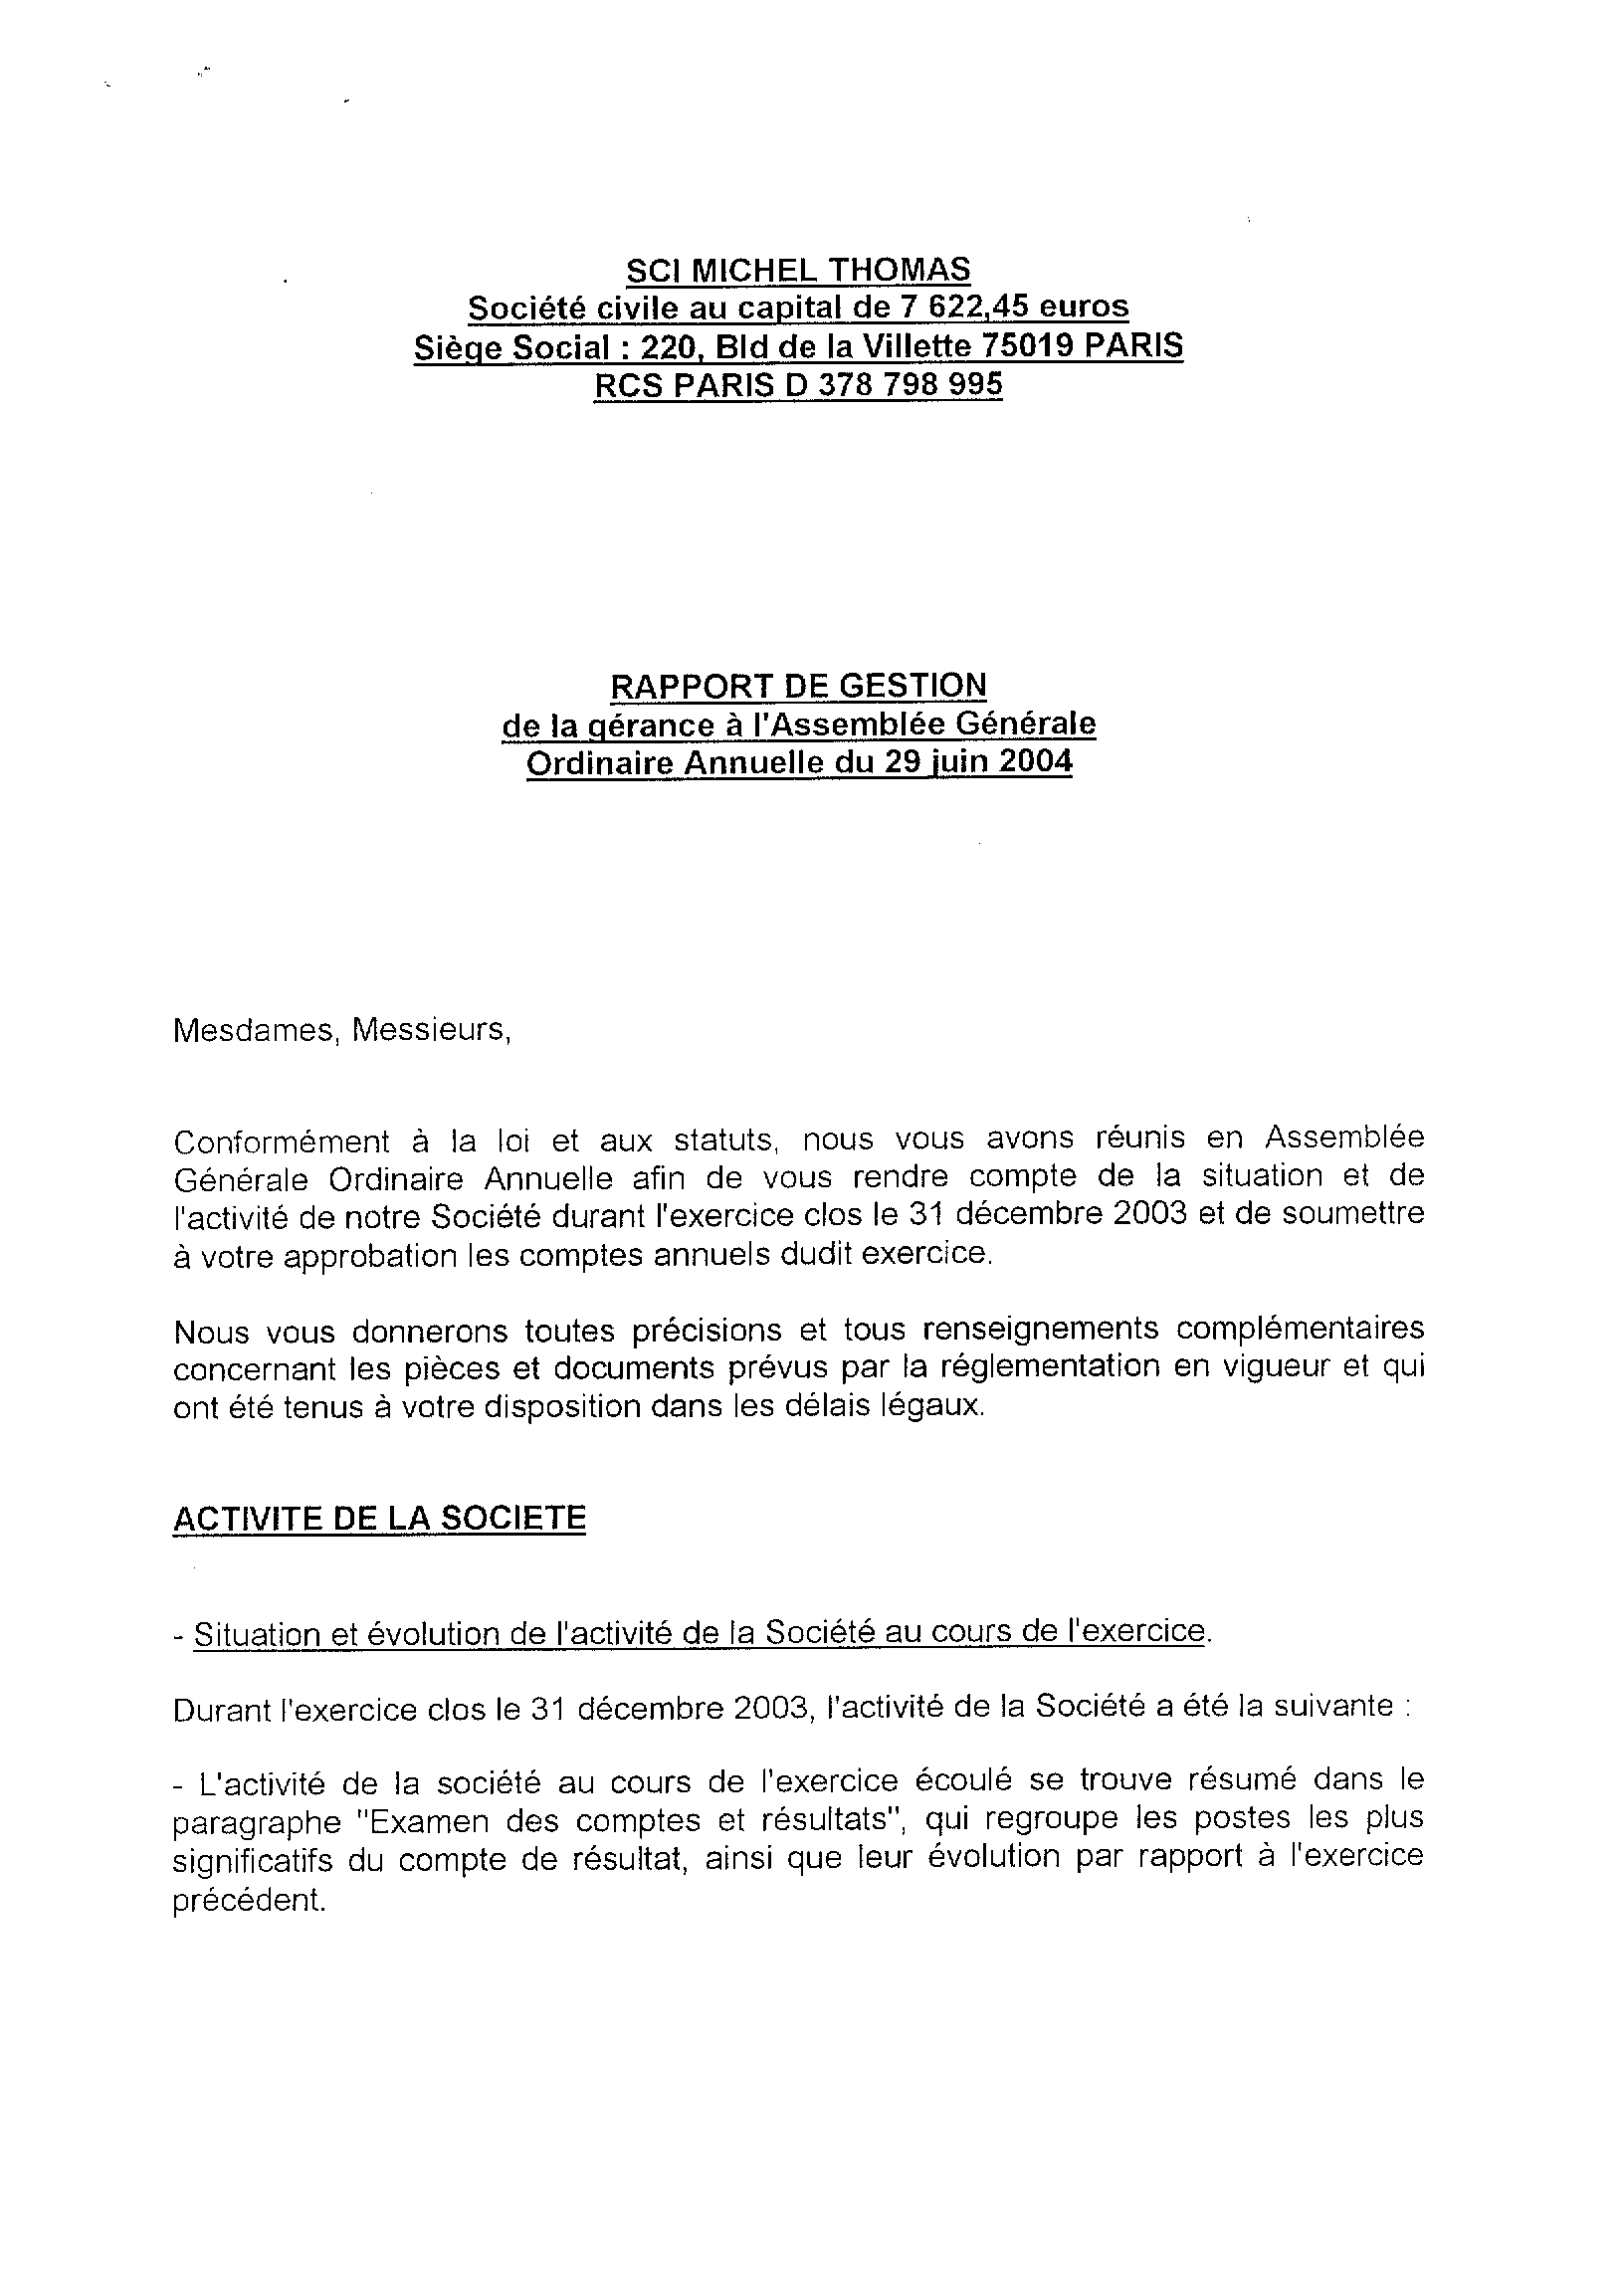 SCI MICHEL THOMAS
Société civile au capital de 7 622,45 euros
Siège Social : 220, Bld de la Villette 75019 PARIS
RCS PARIS D 378 798 995
RAPPORT DE GESTION
de la gérance à l'Assemblée Générale
Ordinaire Annuelle du 29 juin 2004
Mesdames, Messieurs,
Conformément à la loi et aux statuts, nous vous avons réunis en Assemblée
Générale Ordinaire Annuelle afin de vous rendre compte de la situation et de
l'activité de notre Société durant l'exercice clos le 31 décembre 2003 et de soumettre
à votre approbation les comptes annuels dudit exercice.
Nous vous donnerons toutes précisions et tous renseignements complémentaires
concernant les pièces et documents prévus par la réglementation en vigueur et qui
ont été tenus à votre disposition dans les délais légaux.
ACTIVITE DE LA SOCIETE
- Situation et évolution de l'activité de la Société au cours de l'exercice.
Durant l'exercice clos le 31 décembre 2003, l'activité de la Société a été la suivante :
- L'activité de la société au cours de l'exercice écoulé se trouve résumé dans le
paragraphe "Examen des comptes et résultats", qui regroupe les postes les plus
significatifs du compte de résultat, ainsi que leur évolution par rapport à l'exercice
précédent.